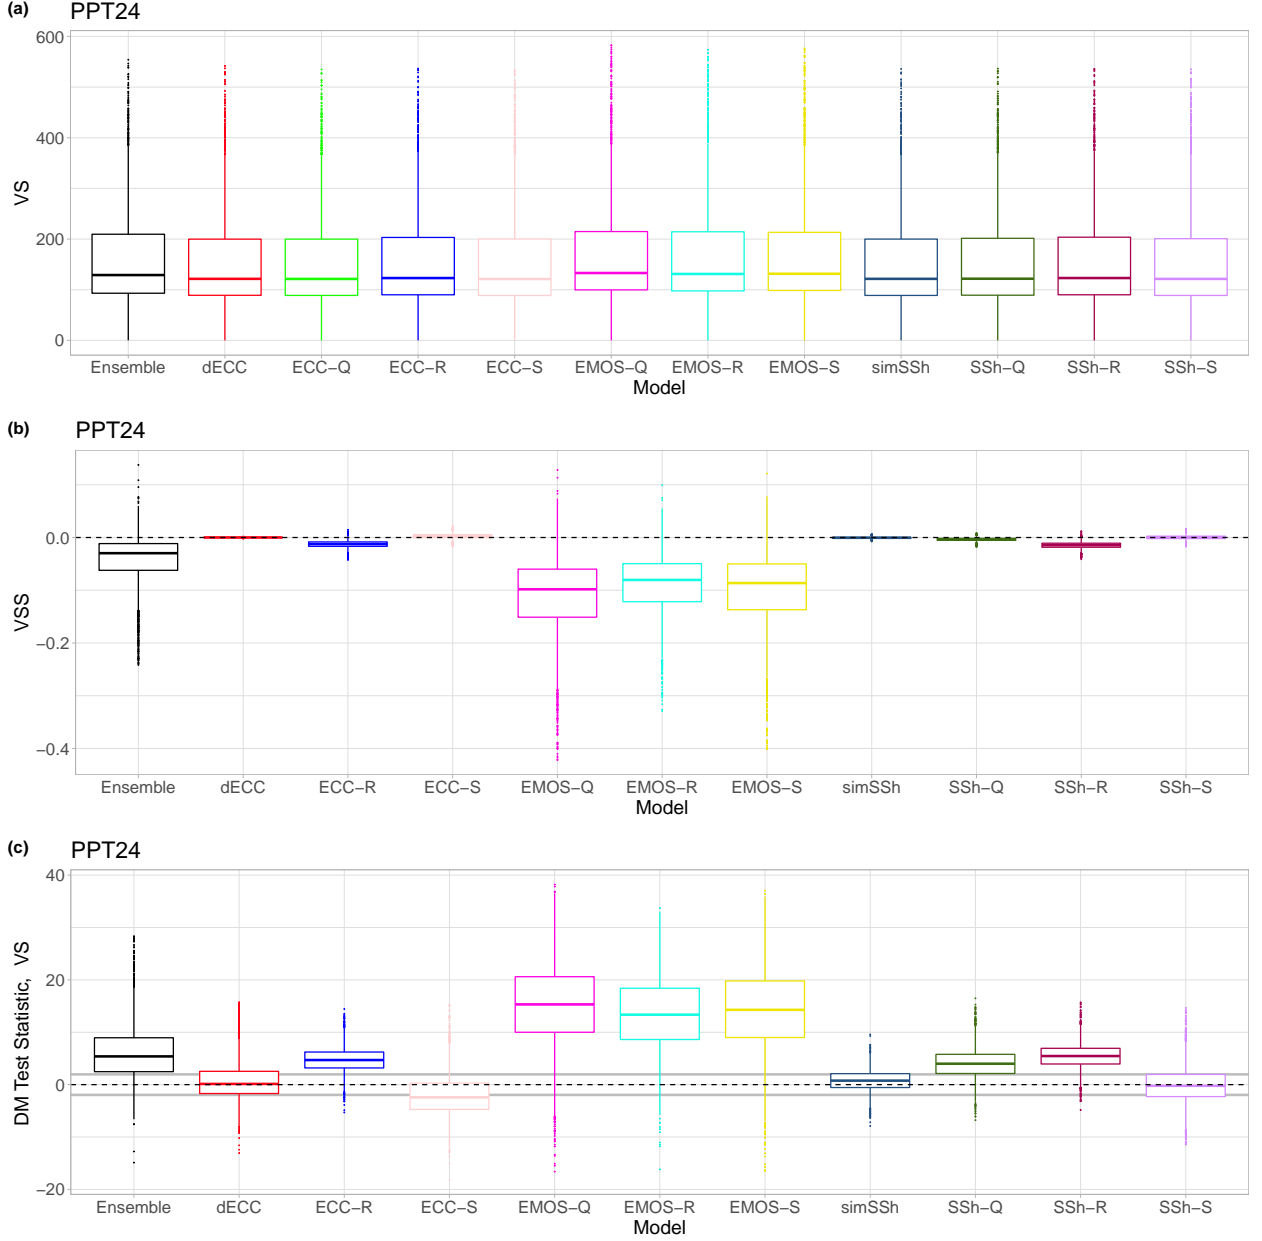 (a) PPT24
600
400
200
0
VS
Ensemble dECC ECC−Q ECC−R ECC−S EMOS−Q EMOS−R EMOS−S simSSh SSh−Q SSh−R SSh−S
Model
(b) PPT24
0.0
−0.2
−0.4
VSS
Ensemble dECC ECC−R ECC−S EMOS−Q EMOS−R EMOS−S simSSh SSh−Q SSh−R SSh−S
Model
(c) PPT24
40
20
0
−20
DM Test Statistic, VS
Ensemble dECC ECC−R ECC−S EMOS−Q EMOS−R EMOS−S simSSh SSh−Q SSh−R SSh−S
Model